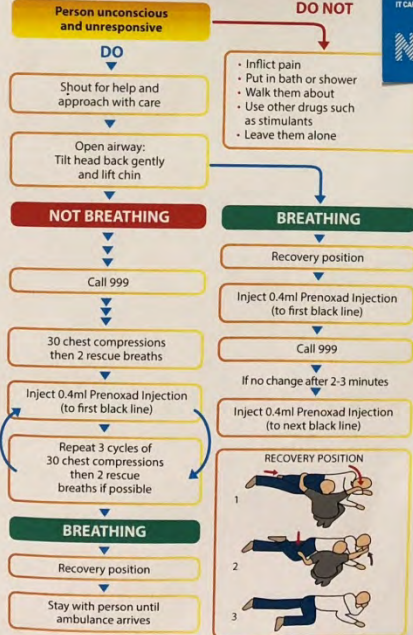 Person unconscious
and unresponsive
DO
Shout for help and
approach with care
Open airway:
Tilt head back gently
and lift chin
DO NOT
• Inflict pain
• Put in bath or shower
• Walk them about
• Use other drugs such
as stimulants
• Leave them alone
IT CA
NOT BREATHING
Call 999
30 chest compressions
then 2 rescue breaths
Inject 0.4ml Prenoxad Injection
(to first black line)
Repeat 3 cycles of
30 chest compressions
then 2 rescue
breaths if possible
BREATHING
Recovery position
Stay with person until
ambulance arrives
BREATHING
Recovery position
Inject 0.4ml Prenoxad Injection
(to first black line)
Call 999
If no change after 2-3 minutes
Inject 0.4ml Prenoxad Injection
(to next black line)
RECOVERY POSITION
1
2
3